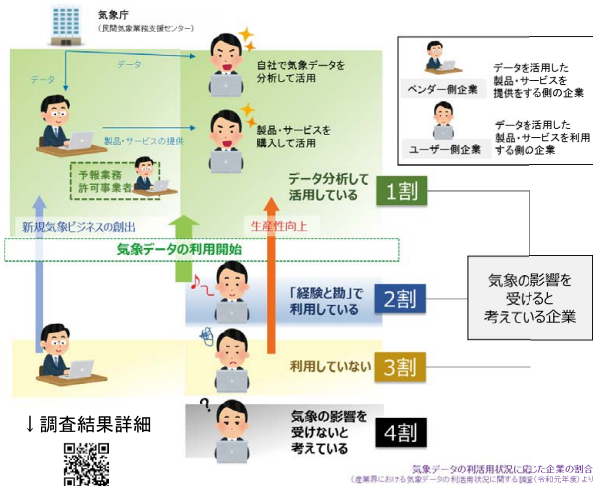 気象庁
（民間気象業務支援センター）
データ
データ
自社で気象データを
分析して活用
製品・サービスの提供
製品・サービスを
購入して活用
予報業務
許可事業者
ベンダー側企業
データを活用した
製品・サービスを
提供をする側の企業
ユーザー側企業
データを活用した
製品・サービスを利用
する側の企業
データ分析して
活用している
1割
新規気象ビジネスの創出
生産性向上
気象データの利用開始
「経験と勘」で
利用している
2割
気象の影響を
受けると
考えている企業
利用していない
3割
気象の影響を
受けないと
考えている
4割
↓調査結果詳細
?
気象データの利活用状況に応じた企業の割合
（産業界における気象データの利活用状況に関する調査（令和元年度）より